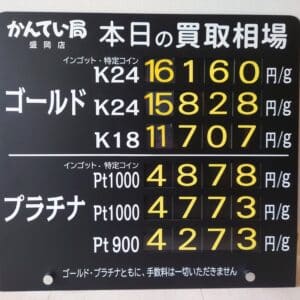 かんてい局 本日の買取相場
盛岡店
インゴット・特定コイン
K24 16160円/g
ゴールド K24 15828円/g
K18 11707円/g
インゴット・特定コイン
Pt1000 4878円/g
プラチナ Pt1000 4773円/g
Pt900 4273円/g
ゴールド・プラチナともに、手数料は一切いただきません